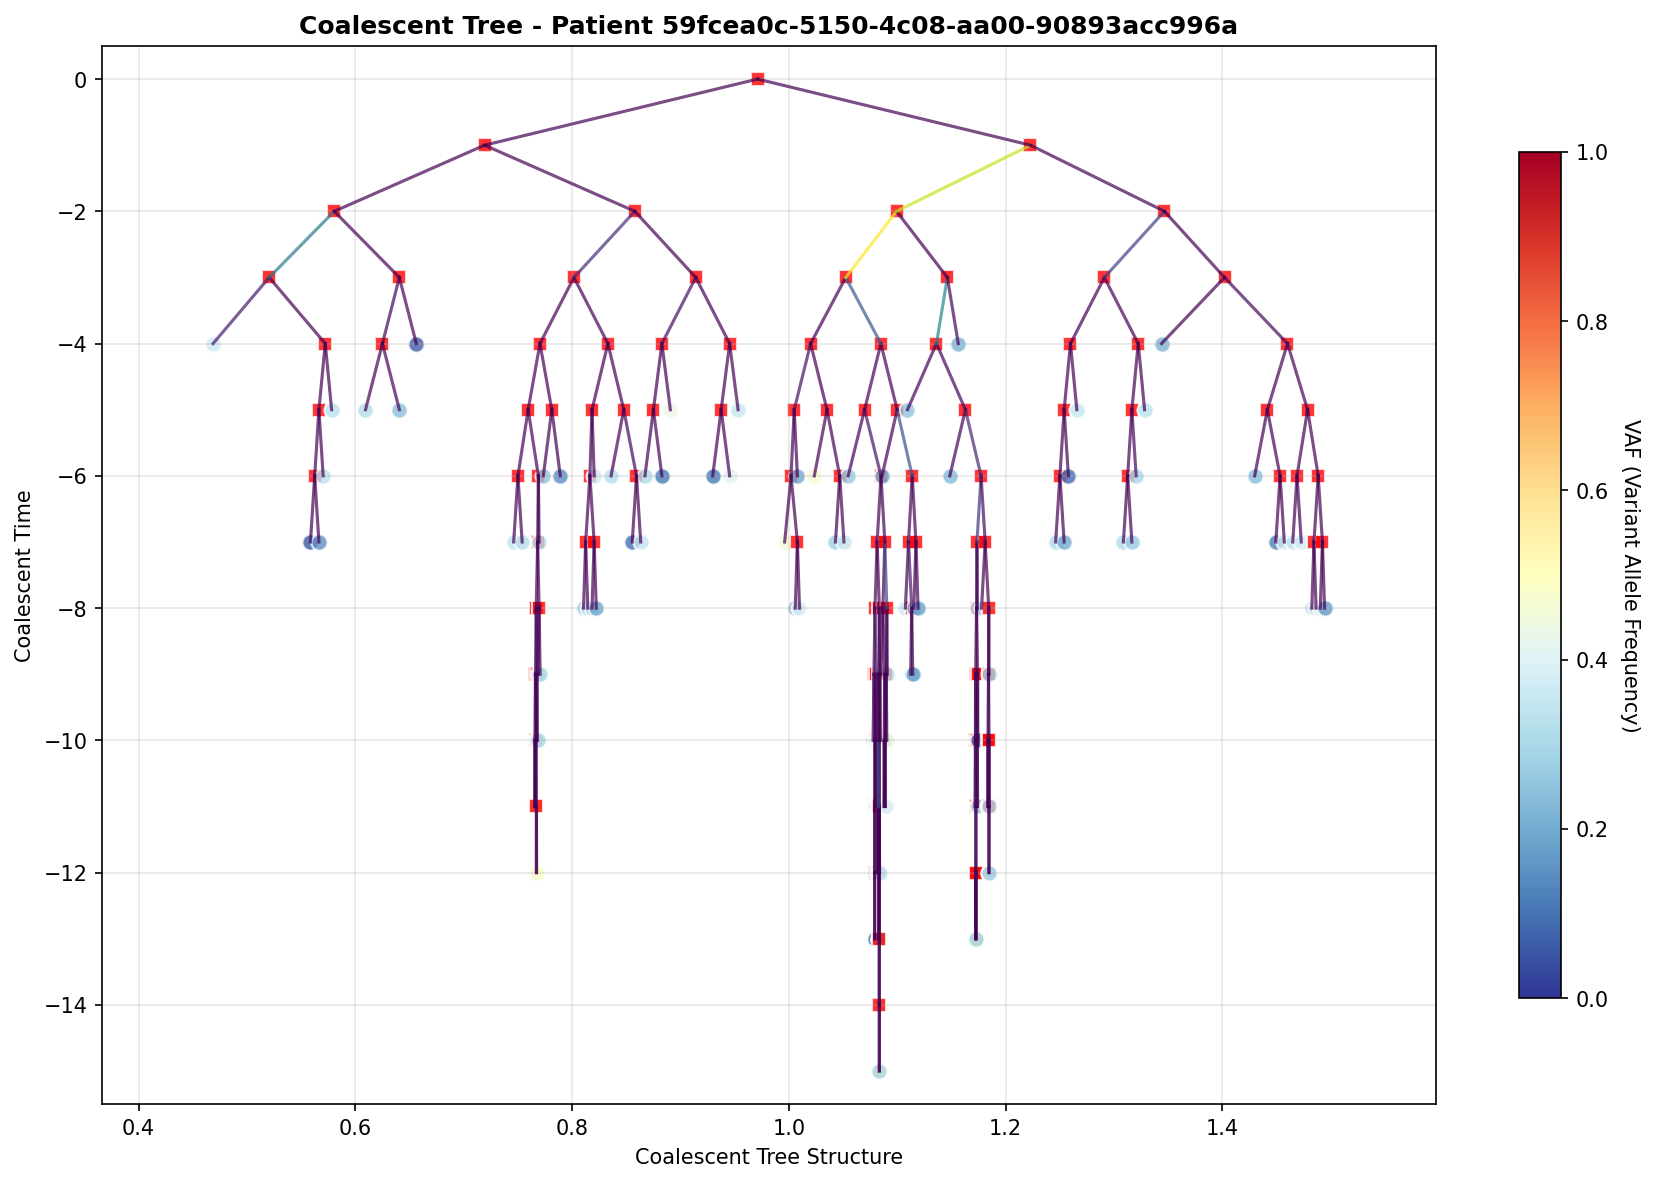 Coalescent Tree - Patient 59fcea0c-5150-4c08-aa00-90893acc996a
0
−2
−4
−6
−8
−10
−12
−14
Coalescent Time
0.4 0.6 0.8 1.0 1.2 1.4
Coalescent Tree Structure
1.0
0.8
0.6
0.4
0.2
0.0
VAF (Variant Allele Frequency)